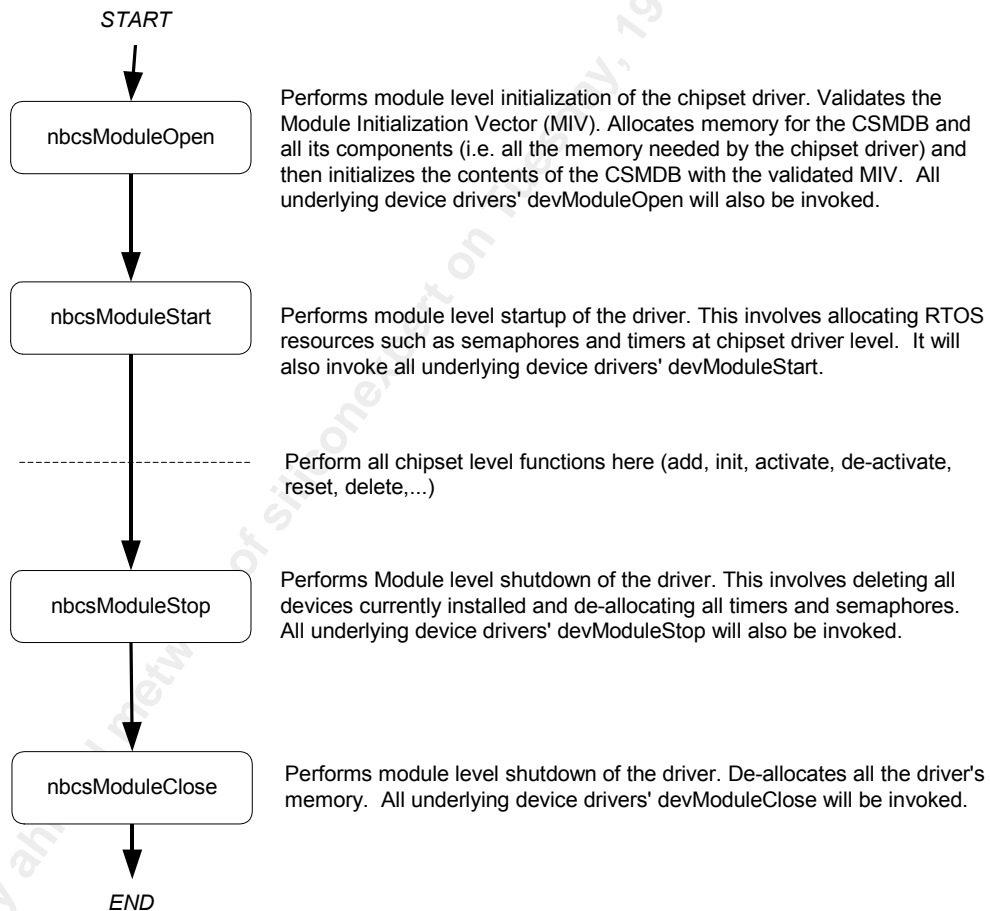 START
nbcsModuleOpen
Performs module level initialization of the chipset driver. Validates the
Module Initialization Vector (MIV). Allocates memory for the CSMDB and
all its components (i.e. all the memory needed by the chipset driver) and
then initializes the contents of the CSMDB with the validated MIV.  All
underlying device drivers' devModuleOpen will also be invoked.
nbcsModuleStart
Performs module level startup of the driver. This involves allocating RTOS
resources such as semaphores and timers at chipset driver level.  It will
also invoke all underlying device drivers' devModuleStart.
Perform all chipset level functions here (add, init, activate, de-activate,
reset, delete,...)
nbcsModuleStop
Performs Module level shutdown of the driver. This involves deleting all
devices currently installed and de-allocating all timers and semaphores.
All underlying device drivers' devModuleStop will also be invoked.
nbcsModuleClose
Performs module level shutdown of the driver. De-allocates all the driver's
memory.  All underlying device drivers' devModuleClose will be invoked.
END